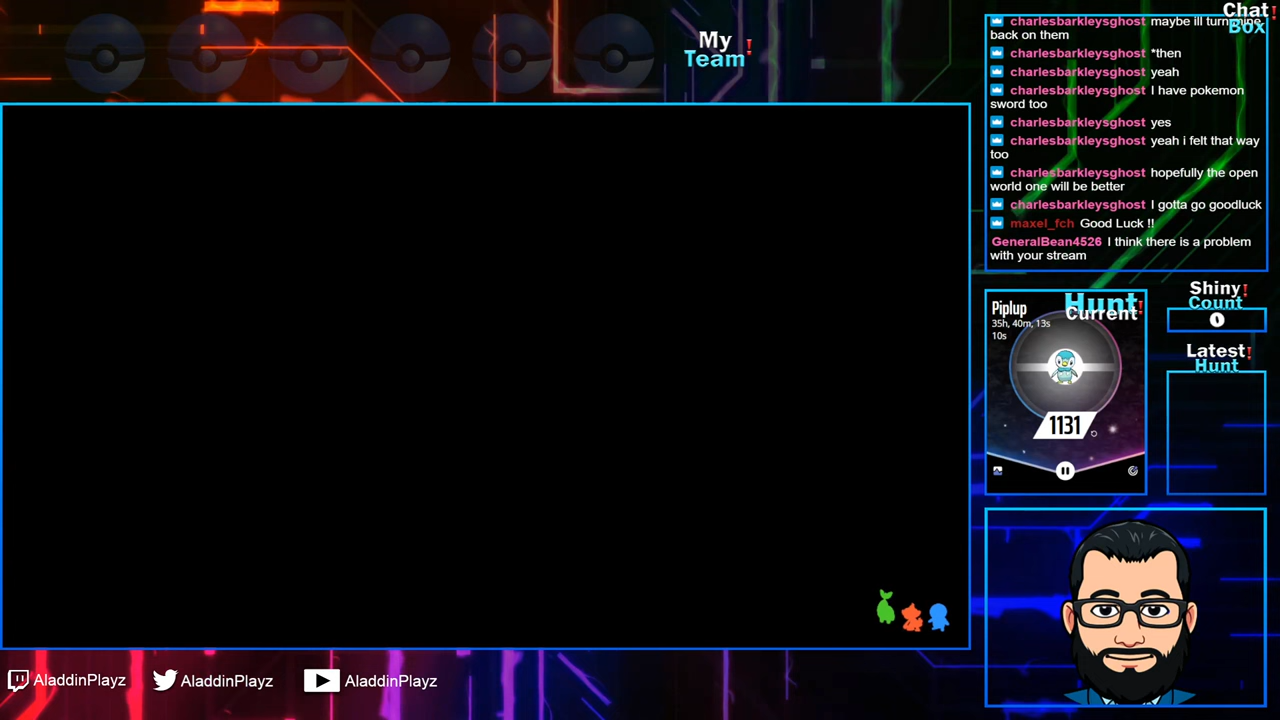 My
Team!
Chat!
Box
charlesbarkleysghost maybe ill turn mine
back on them
charlesbarkleysghost *then
charlesbarkleysghost yeah
charlesbarkleysghost I have pokemon
sword too
charlesbarkleysghost yes
charlesbarkleysghost yeah i felt that way
too
charlesbarkleysghost hopefully the open
world one will be better
charlesbarkleysghost I gotta go goodluck
maxel_fch Good Luck !!
GeneralBean4526 I think there is a problem
with your stream
Piplup
35h, 40m, 13s
10s
Hunt!
Current
1131
Shiny!
Count
Latest!
Hunt
AladdinPlayz
AladdinPlayz
AladdinPlayz